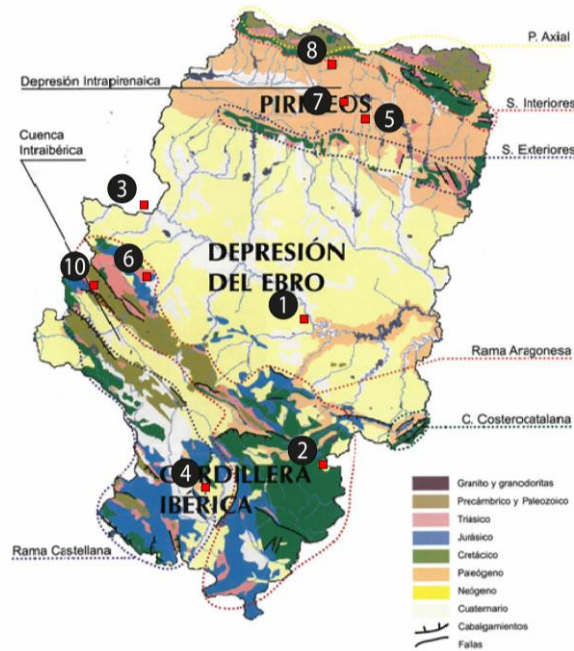 P. Axial
8
Depresión Intrapirenaica
7
PIRINEOS
5
S. Interiores
S. Exteriores
Cuenca
Intraibérica
3
10
6
DEPRESIÓN
DEL EBRO
1
Rama Aragonesa
C. Costerocatalana
2
4
CORDILLERA
IBERICA
Rama Castellana
Granito y granodoritas
Precámbrico y Paleozoico
Triásico
Jurásico
Cretácico
Paleógeno
Neógeno
Cuaternario
Cabalgamientos
Fallas